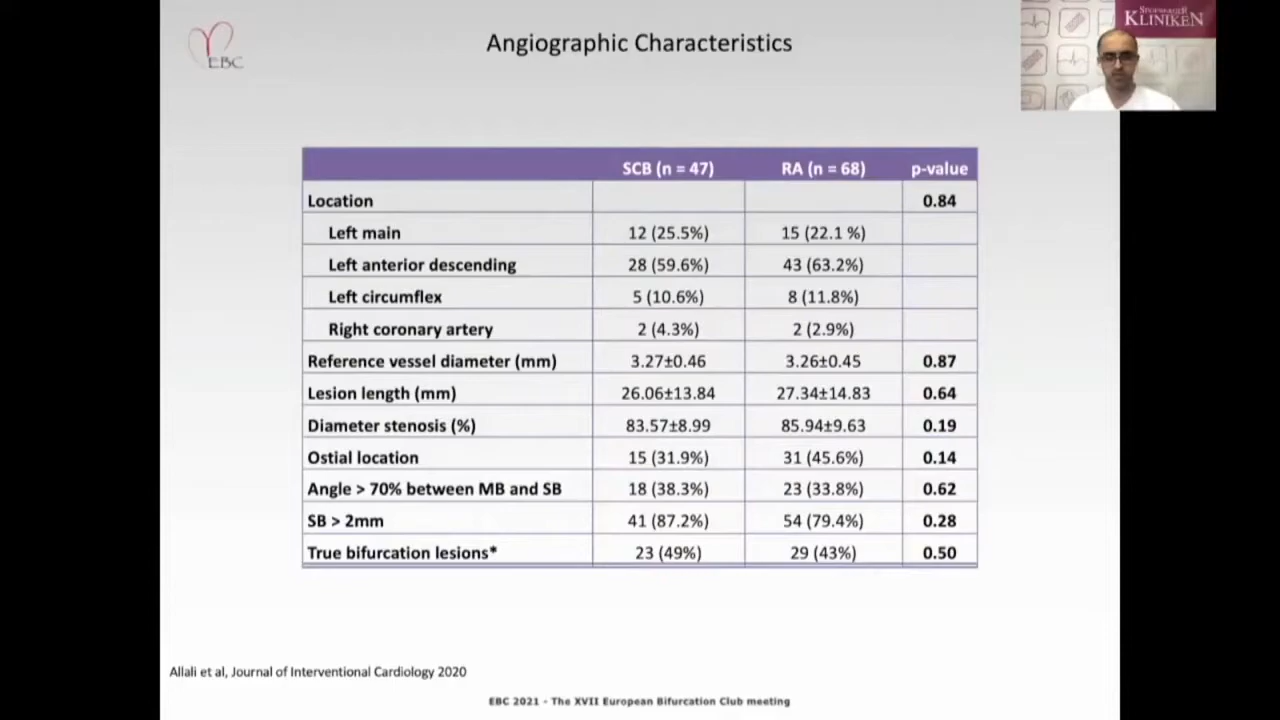 EBC
Angiographic Characteristics
KLINIKEN
SCB (n = 47) RA (n = 68) p-value
Location 0.84
Left main 12 (25.5%) 15 (22.1 %)
Left anterior descending 28 (59.6%) 43 (63.2%)
Left circumflex 5 (10.6%) 8 (11.8%)
Right coronary artery 2 (4.3%) 2 (2.9%)
Reference vessel diameter (mm) 3.27±0.46 3.26±0.45 0.87
Lesion length (mm) 26.06±13.84 27.34±14.83 0.64
Diameter stenosis (%) 83.57±8.99 85.94±9.63 0.19
Ostial location 15 (31.9%) 31 (45.6%) 0.14
Angle > 70% between MB and SB 18 (38.3%) 23 (33.8%) 0.62
SB > 2mm 41 (87.2%) 54 (79.4%) 0.28
True bifurcation lesions* 23 (49%) 29 (43%) 0.50
Allali et al, Journal of Interventional Cardiology 2020
EBC 2021 - The XVII European Bifurcation Club meeting